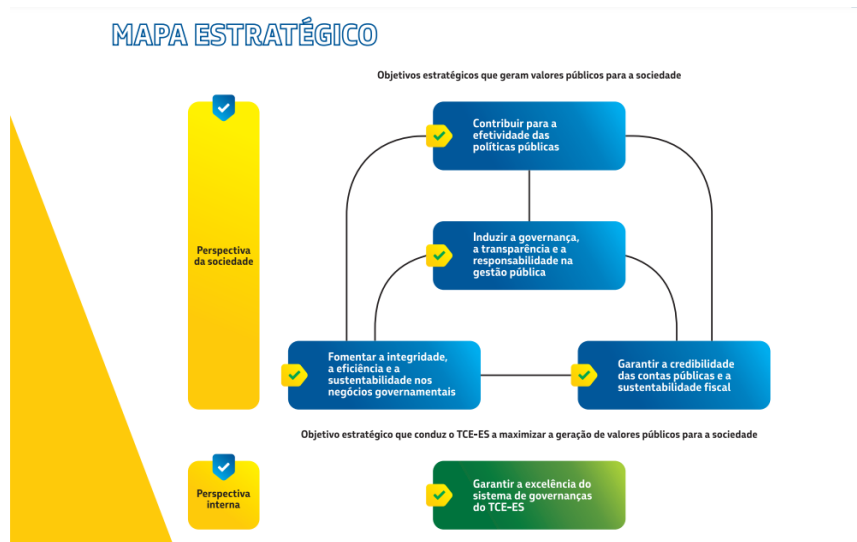 MAPA ESTRATÉGICO
Objetivos estratégicos que geram valores públicos para a sociedade
Contribuir para a
efetividade das
políticas públicas
Perspectiva
da sociedade
Induzir a governança,
a transparência e a
responsabilidade na
gestão pública
Fomentar a integridade,
a eficiência e a
sustentabilidade nos
negócios governamentais
Garantir a credibilidade
das contas públicas e a
sustentabilidade fiscal
Objetivo estratégico que conduz o TCE-ES a maximizar a geração de valores públicos para a sociedade
Perspectiva
interna
Garantir a excelência do
sistema de governanças
do TCE-ES